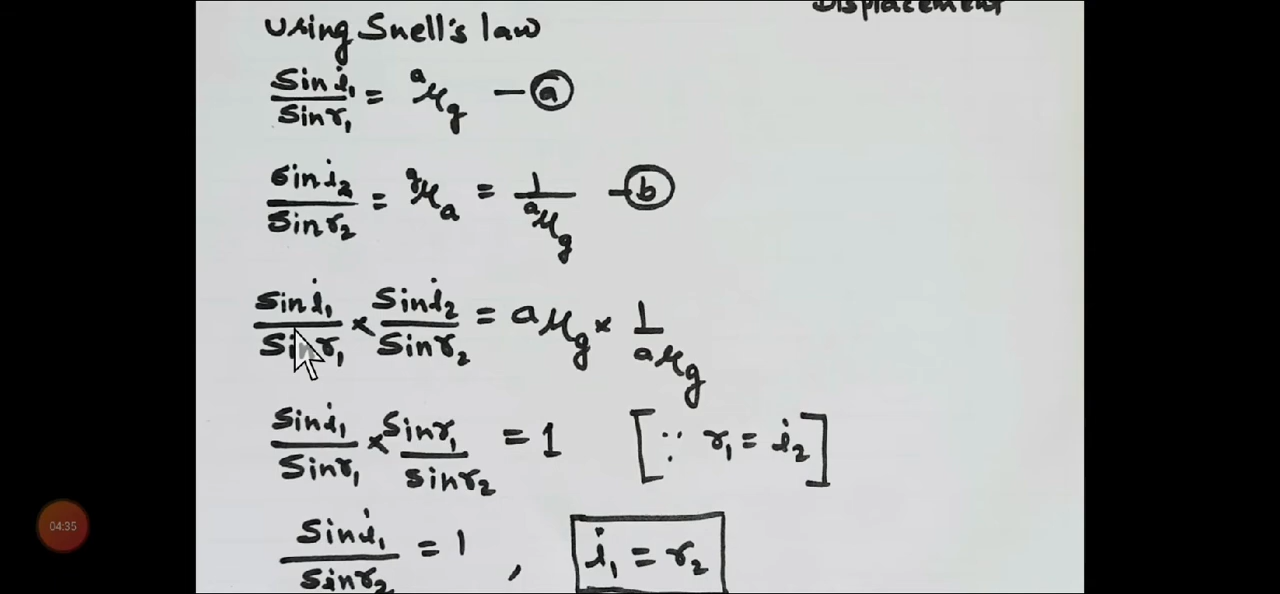 Displacement
Using Snell's law
Sin i₁ / Sin r₁ = ᵃμg — (a)
Sin i₂ / Sin r₂ = ᵍμₐ = 1 / ᵃμg — (b)
Sin i₁ / Sin r₁ × Sin i₂ / Sin r₂ = aμg × 1 / aμg
Sin i₁ / Sin r₁ × Sin r₁ / Sin r₂ = 1 [∵ r₁ = i₂]
Sin i₁ / Sin r₂ = 1 , i₁ = r₂
04:35